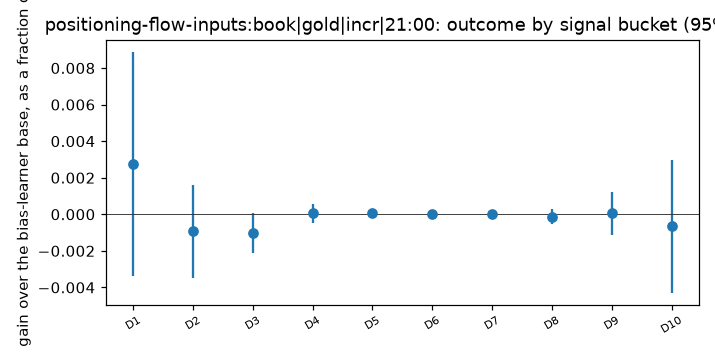 positioning-flow-inputs:book|gold|incr|21:00: outcome by signal bucket (95%
gain over the bias-learner base, as a fraction
0.008
0.006
0.004
0.002
0.000
−0.002
−0.004
D1 D2 D3 D4 D5 D6 D7 D8 D9 D10